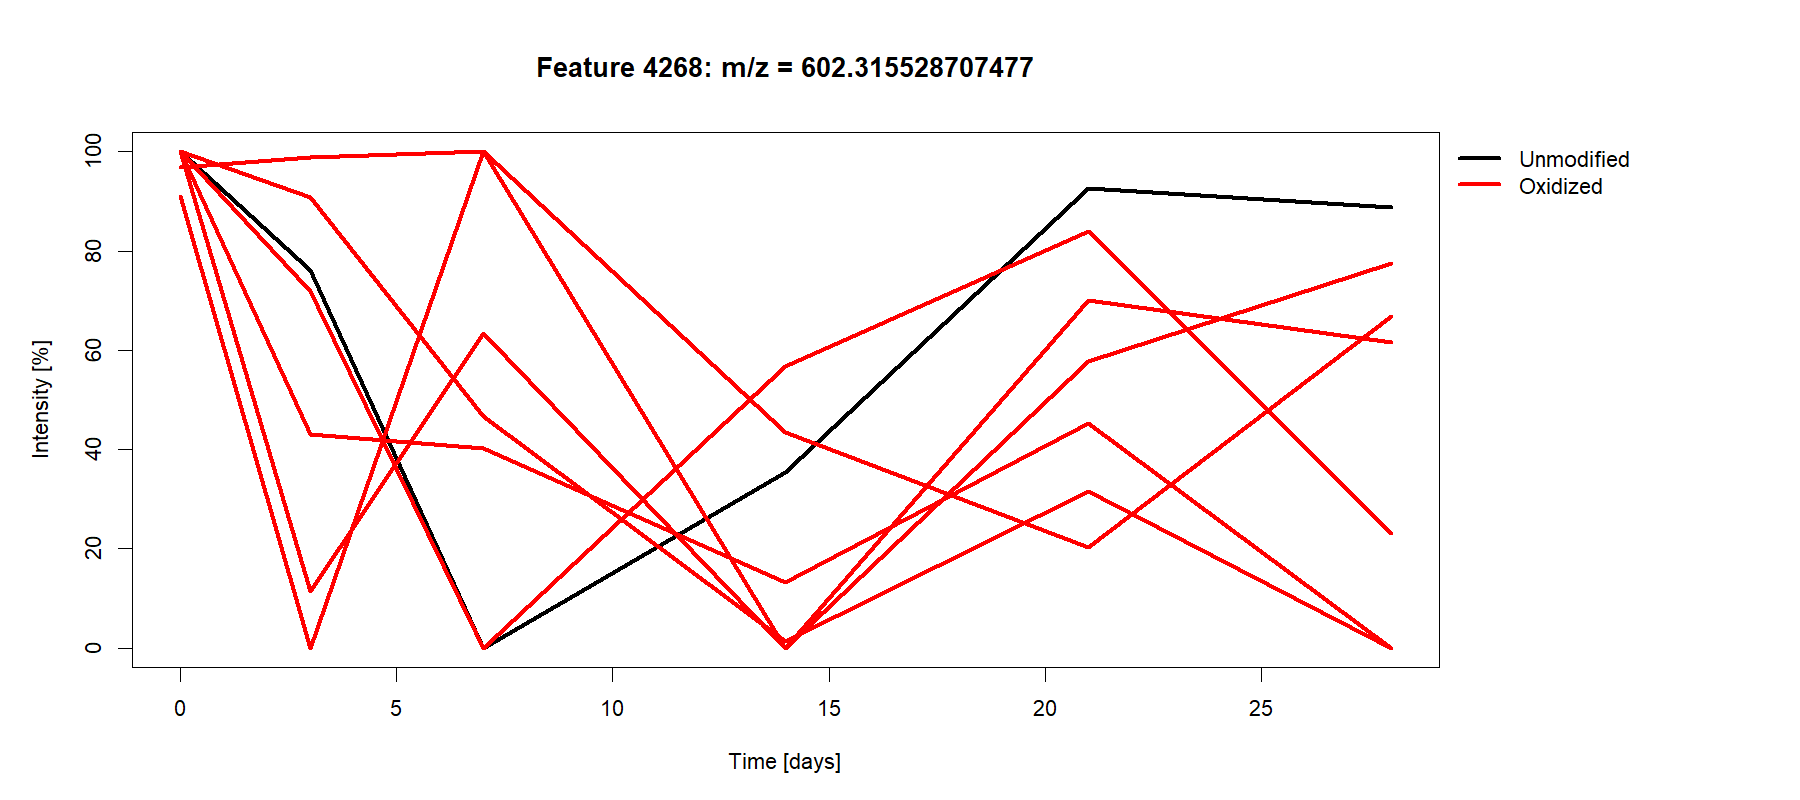 Feature 4268: m/z = 602.315528707477
Unmodified
Oxidized
Intensity [%]
100
80
60
40
20
0
0 5 10 15 20 25
Time [days]